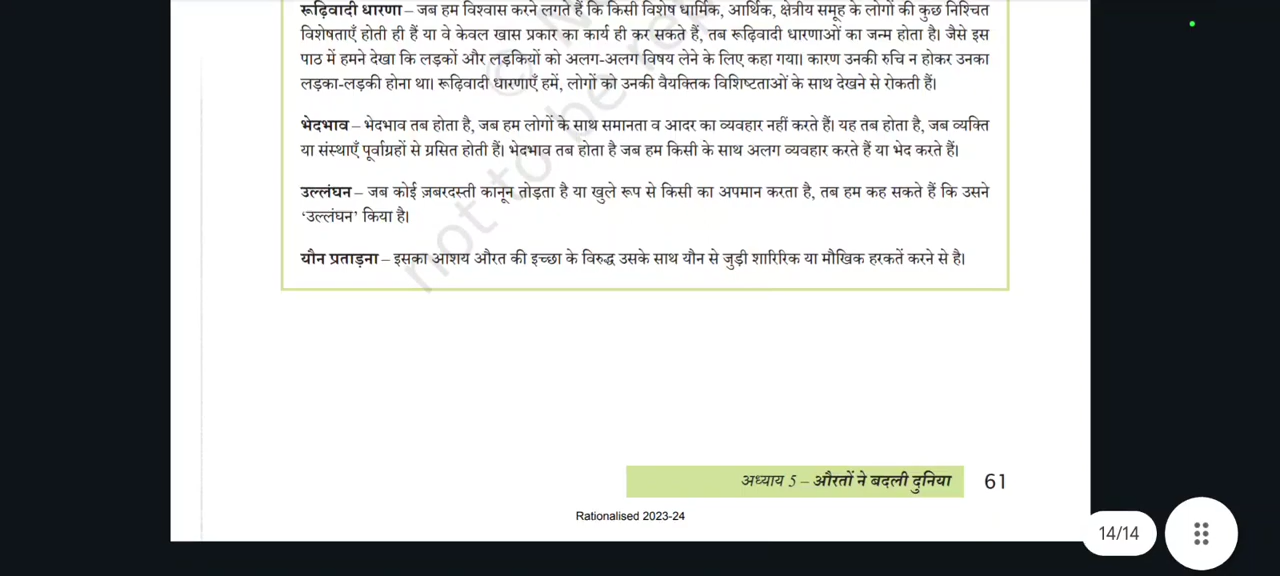 रूढ़िवादी धारणा – जब हम विश्वास करने लगते हैं कि किसी विशेष धार्मिक, आर्थिक, क्षेत्रीय समूह के लोगों की कुछ निश्चित
विशेषताएँ होती ही हैं या वे केवल खास प्रकार का कार्य ही कर सकते हैं, तब रूढ़िवादी धारणाओं का जन्म होता है। जैसे इस
पाठ में हमने देखा कि लड़कों और लड़कियों को अलग-अलग विषय लेने के लिए कहा गया। कारण उनकी रुचि न होकर उनका
लड़का-लड़की होना था। रूढ़िवादी धारणाएँ हमें, लोगों को उनकी वैयक्तिक विशिष्टताओं के साथ देखने से रोकती हैं।
भेदभाव – भेदभाव तब होता है, जब हम लोगों के साथ समानता व आदर का व्यवहार नहीं करते हैं। यह तब होता है, जब व्यक्ति
या संस्थाएँ पूर्वाग्रहों से ग्रसित होती हैं। भेदभाव तब होता है जब हम किसी के साथ अलग व्यवहार करते हैं या भेद करते हैं।
उल्लंघन – जब कोई ज़बरदस्ती कानून तोड़ता है या खुले रूप से किसी का अपमान करता है, तब हम कह सकते हैं कि उसने
‘उल्लंघन’ किया है।
यौन प्रताड़ना – इसका आशय औरत की इच्छा के विरुद्ध उसके साथ यौन से जुड़ी शारिरिक या मौखिक हरकतें करने से है।
not to be rep
अध्याय 5 – औरतों ने बदली दुनिया 61
Rationalised 2023-24
14/14